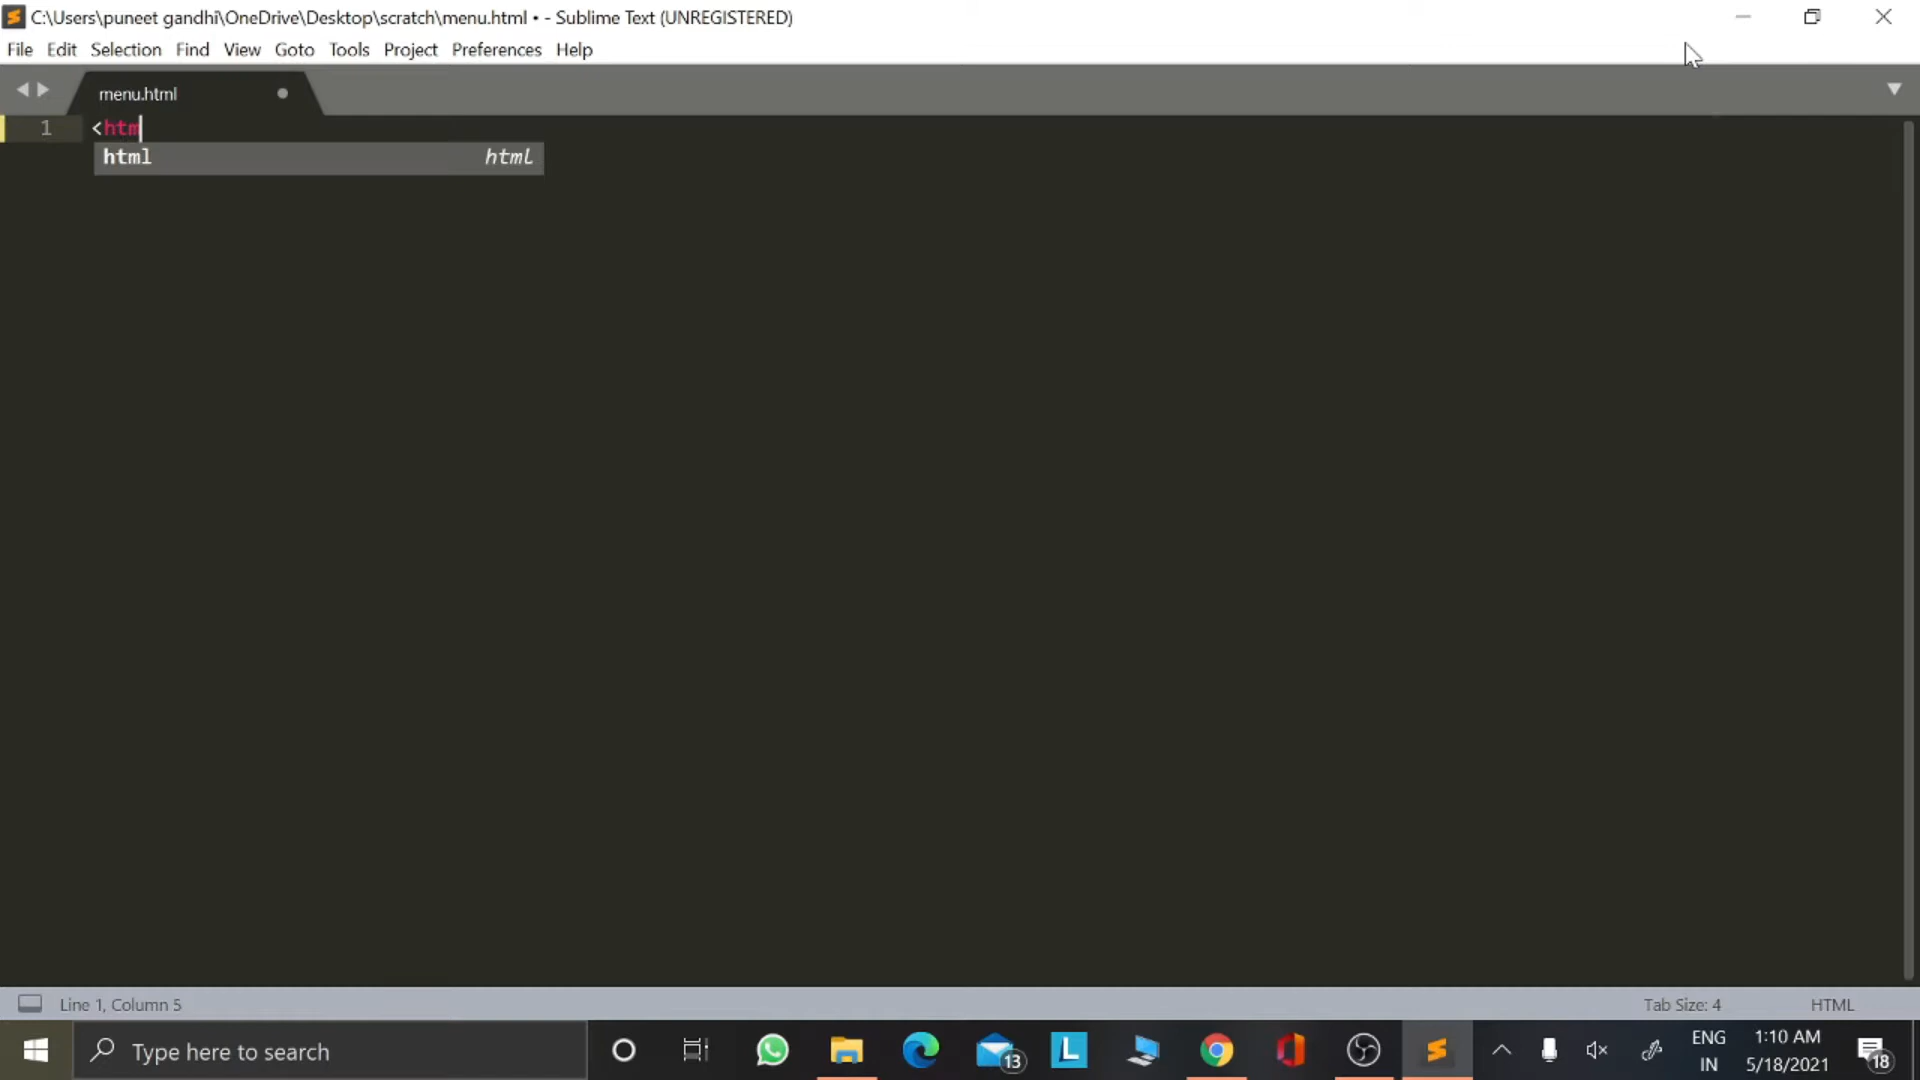 C:\Users\puneet gandhi\OneDrive\Desktop\scratch\menu.html • - Sublime Text (UNREGISTERED)
File Edit Selection Find View Goto Tools Project Preferences Help
menu.html
1 <htm
html html
Line 1, Column 5 Tab Size: 4 HTML
Type here to search 13 L ENG IN 1:10 AM 5/18/2021 18